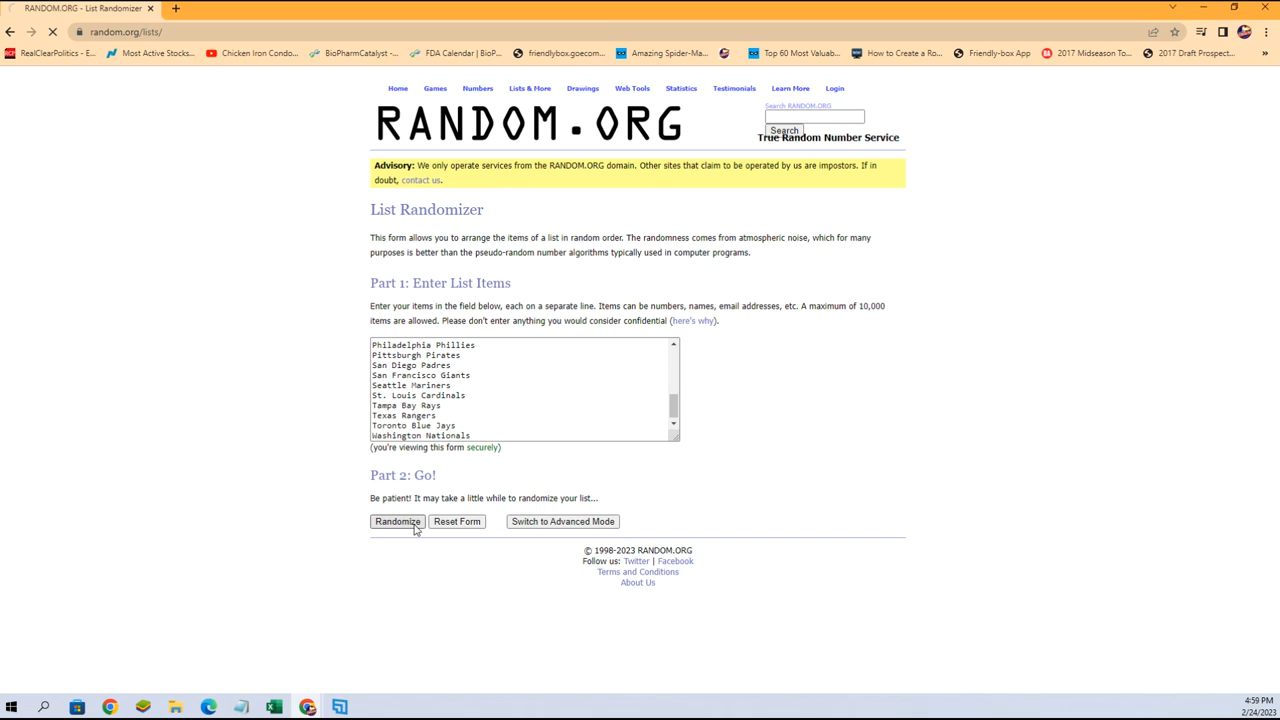 RANDOM.ORG - List Randomizer
random.org/lists/
RealClearPolitics - E...
Most Active Stocks...
Chicken Iron Condo...
BioPharmCatalyst -...
FDA Calendar | BioP...
friendlybox.goecom...
Amazing Spider-Ma...
Top 60 Most Valuab...
How to Create a Ro...
Friendly-box App
2017 Midseason To...
2017 Draft Prospect...
Home Games Numbers Lists & More Drawings Web Tools Statistics Testimonials Learn More Login
RANDOM.ORG
Search RANDOM.ORG
Search
True Random Number Service
Advisory: We only operate services from the RANDOM.ORG domain. Other sites that claim to be operated by us are impostors. If in
doubt, contact us.
List Randomizer
This form allows you to arrange the items of a list in random order. The randomness comes from atmospheric noise, which for many
purposes is better than the pseudo-random number algorithms typically used in computer programs.
Part 1: Enter List Items
Enter your items in the field below, each on a separate line. Items can be numbers, names, email addresses, etc. A maximum of 10,000
items are allowed. Please don't enter anything you would consider confidential (here's why).
Philadelphia Phillies
Pittsburgh Pirates
San Diego Padres
San Francisco Giants
Seattle Mariners
St. Louis Cardinals
Tampa Bay Rays
Texas Rangers
Toronto Blue Jays
Washington Nationals
(you're viewing this form securely)
Part 2: Go!
Be patient! It may take a little while to randomize your list...
Randomize Reset Form Switch to Advanced Mode
© 1998-2023 RANDOM.ORG
Follow us: Twitter | Facebook
Terms and Conditions
About Us
4:59 PM
2/24/2023